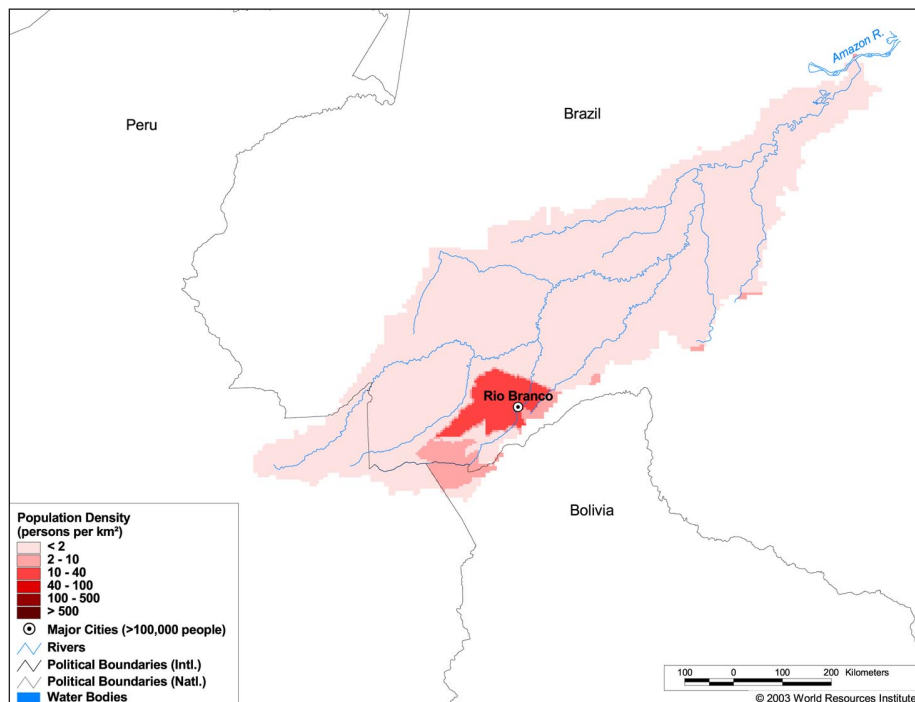 Amazon R.
Peru
Brazil
Rio Branco
Bolivia
Population Density
(persons per km²)
< 2
2 - 10
10 - 40
40 - 100
100 - 500
> 500
Major Cities (>100,000 people)
Rivers
Political Boundaries (Intl.)
Political Boundaries (Natl.)
Water Bodies
100 0 100 200 Kilometers
© 2003 World Resources Institute